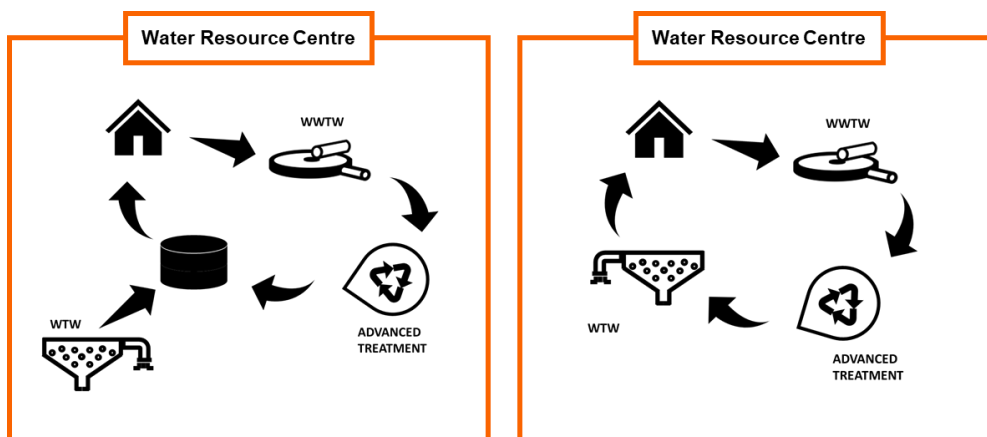 Water Resource Centre
WWTW
WTW
ADVANCED
TREATMENT
Water Resource Centre
WWTW
WTW
ADVANCED
TREATMENT